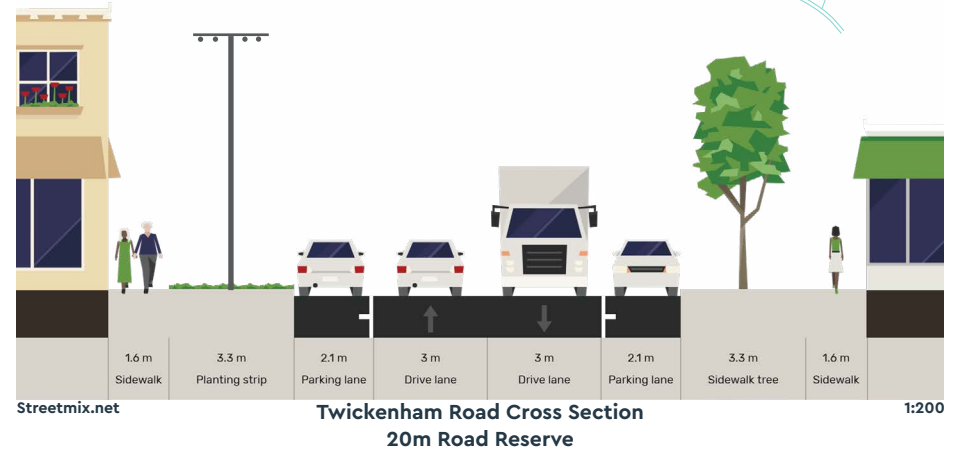 1.6 m 3.3 m 2.1 m 3 m 3 m 2.1 m 3.3 m 1.6 m
Sidewalk Planting strip Parking lane Drive lane Drive lane Parking lane Sidewalk tree Sidewalk
Streetmix.net Twickenham Road Cross Section 1:200
20m Road Reserve